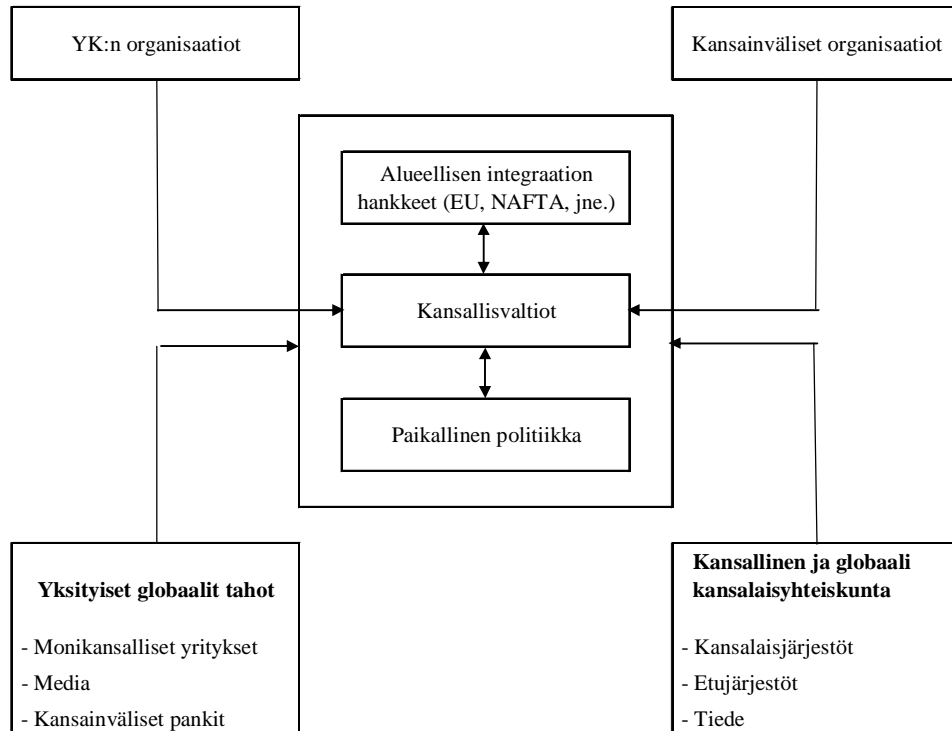 YK:n organisaatiot
Kansainväliset organisaatiot
Alueellisen integraation
hankkeet (EU, NAFTA, jne.)
Kansallisvaltiot
Paikallinen politiikka
Yksityiset globaalit tahot
- Monikansalliset yritykset
- Media
- Kansainväliset pankit
Kansallinen ja globaali
kansalaisyhteiskunta
- Kansalaisjärjestöt
- Etujärjestöt
- Tiede